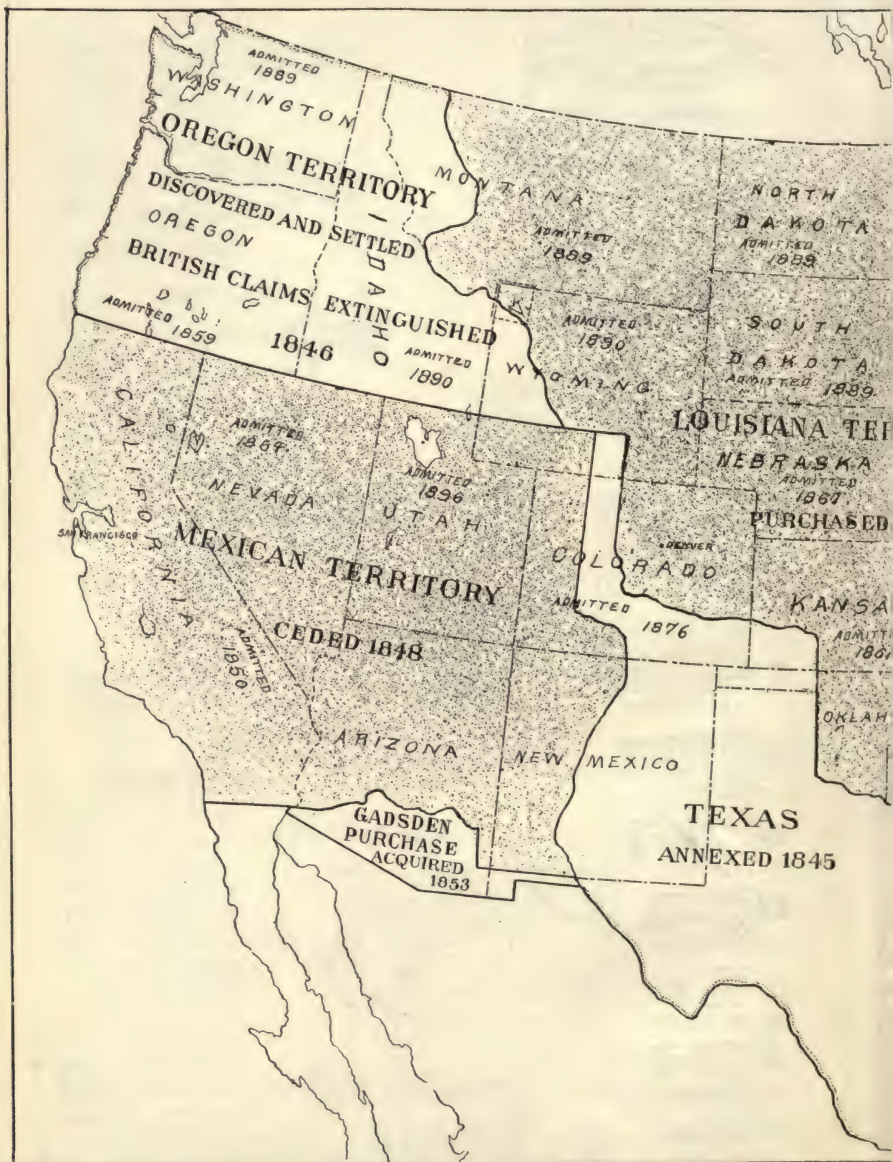 ADMITTED
1889
WASHINGTON
OREGON TERRITORY
DISCOVERED AND SETTLED
OREGON
BRITISH CLAIMS EXTINGUISHED
ADMITTED 1859
1846
IDAHO
ADMITTED
1890
MONTANA
ADMITTED
1889
NORTH
DAKOTA
ADMITTED
1889
WYOMING
ADMITTED
1890
SOUTH
DAKOTA
ADMITTED
1889
LOUISIANA TER
NEBRASKA
ADMITTED
1867
PURCHASED
CALIFORNIA
SAN FRANCISCO
ADMITTED
1850
ADMITTED
1864
NEVADA
ADMITTED
1896
UTAH
MEXICAN TERRITORY
CEDED 1848
DENVER
COLORADO
ADMITTED
1876
KANSA
ADMITT
186
OKLAH
ARIZONA
NEW MEXICO
GADSDEN
PURCHASE
ACQUIRED
1853
TEXAS
ANNEXED 1845